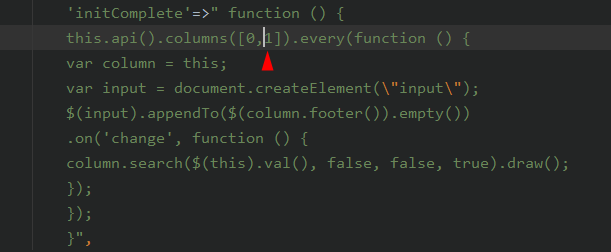 'initComplete'=>" function () {
this.api().columns([0,1]).every(function () {
var column = this;
var input = document.createElement(\"input\");
$(input).appendTo($(column.footer()).empty())
.on('change', function () {
column.search($(this).val(), false, false, true).draw();
});
});
}",